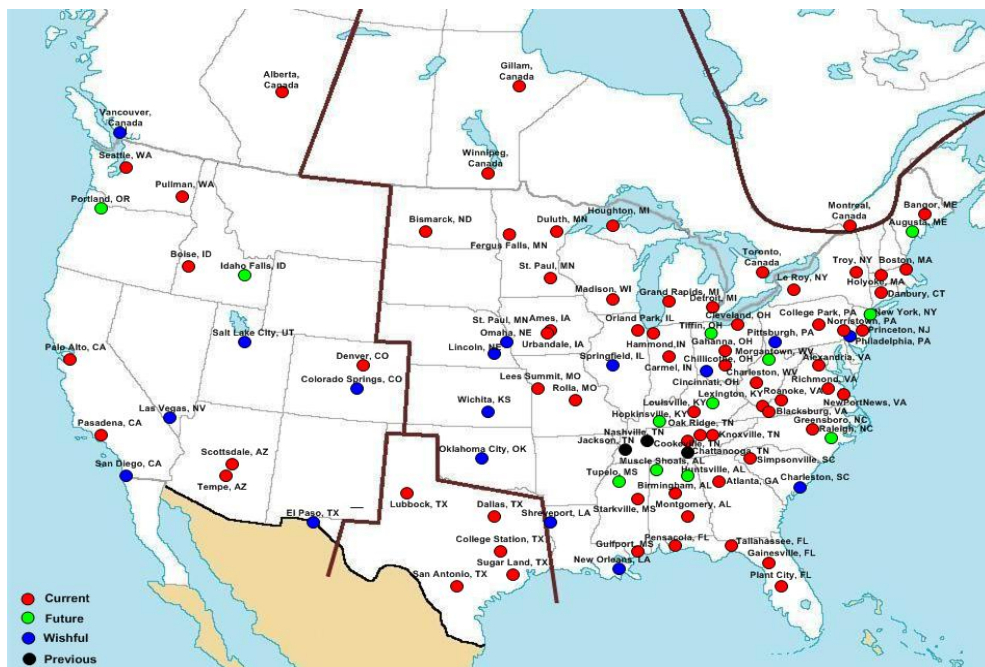 Alberta,
Canada
Gillam,
Canada
Vancouver,
Canada
Seattle, WA
Winnipeg,
Canada
Pullman, WA
Portland, OR
Bismarck, ND
Duluth, MN
Houghton, MI
Montreal,
Canada
Bangor, ME
Augusta, ME
Fergus Falls, MN
Boise, ID
Idaho Falls, ID
St. Paul, MN
Toronto,
Canada
Troy, NY
Boston, MA
Le Roy, NY
Holyoke, MA
Madison, WI
Grand Rapids, MI
Detroit, MI
Danbury, CT
St. Paul, MN
Ames, IA
Orland Park, IL
Cleveland, OH
College Park, PA
New York, NY
Salt Lake City, UT
Omaha, NE
Urbandale, IA
Tiffin, OH
Norristown, PA
Princeton, NJ
Hammond,IN
Gahanna, OH
Pittsburgh, PA
Philadelphia, PA
Palo Alto, CA
Denver, CO
Lincoln, NE
Springfield, IL
Carmel, IN
Chillicothe, OH
Morgantown, WV
Alexandria, VA
Colorado Springs, CO
Lees Summit, MO
Rolla, MO
Cincinnati, OH
Charleston, WV
Richmond, VA
Wichita, KS
Lexington, KY
Roanoke, VA
NewPortNews, VA
Las Vegas, NV
Louisville, KY
Blacksburg, VA
Hopkinsville, KY
Pasadena, CA
Oak Ridge, TN
Greensboro, NC
Raleigh, NC
Nashville, TN
Knoxville, TN
Jackson, TN
Cookeville, TN
Scottsdale, AZ
Oklahoma City, OK
Chattanooga, TN
San Diego, CA
Muscle Shoals, AL
Simpsonville, SC
Tempe, AZ
Tupelo, MS
Huntsville, AL
Charleston, SC
Lubbock, TX
Birmingham, AL
Atlanta, GA
Starkville, MS
El Paso, TX
Dallas, TX
Shreveport, LA
Montgomery, AL
College Station, TX
Gulfport, MS
Pensacola, FL
Tallahassee, FL
Gainesville, FL
Sugar Land, TX
New Orleans, LA
San Antonio, TX
Plant City, FL
Current
Future
Wishful
Previous